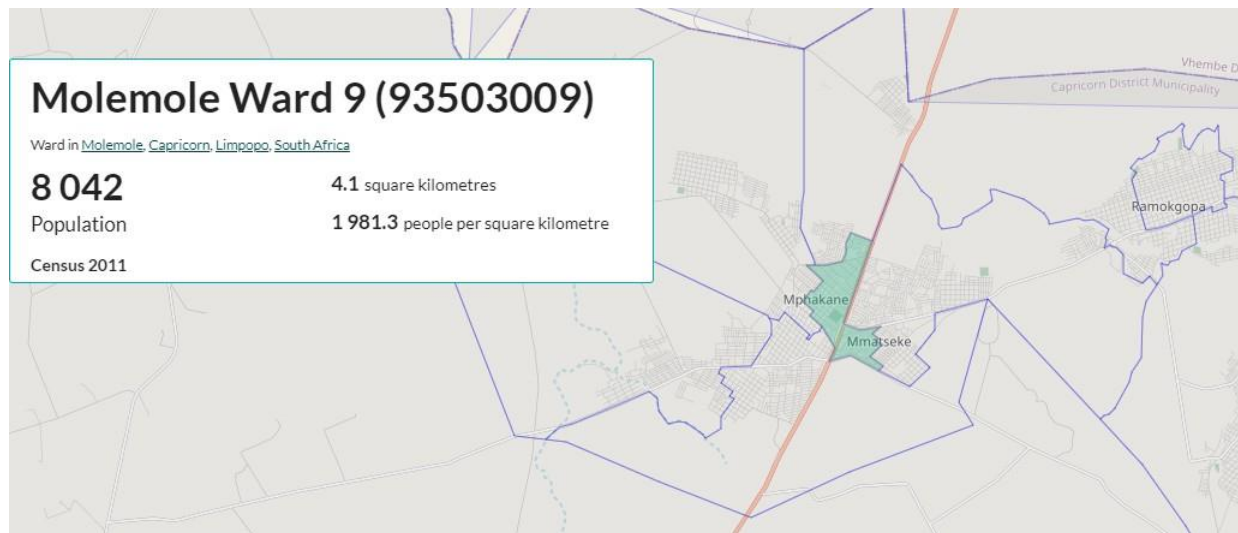 Molemole Ward 9 (93503009)
Ward in Molemole, Capricorn, Limpopo, South Africa
8 042
Population
4.1 square kilometres
1 981.3 people per square kilometre
Census 2011
Vhembe D
Capricorn District Municipality
Ramokgopa
Mphakane
Mmatseke